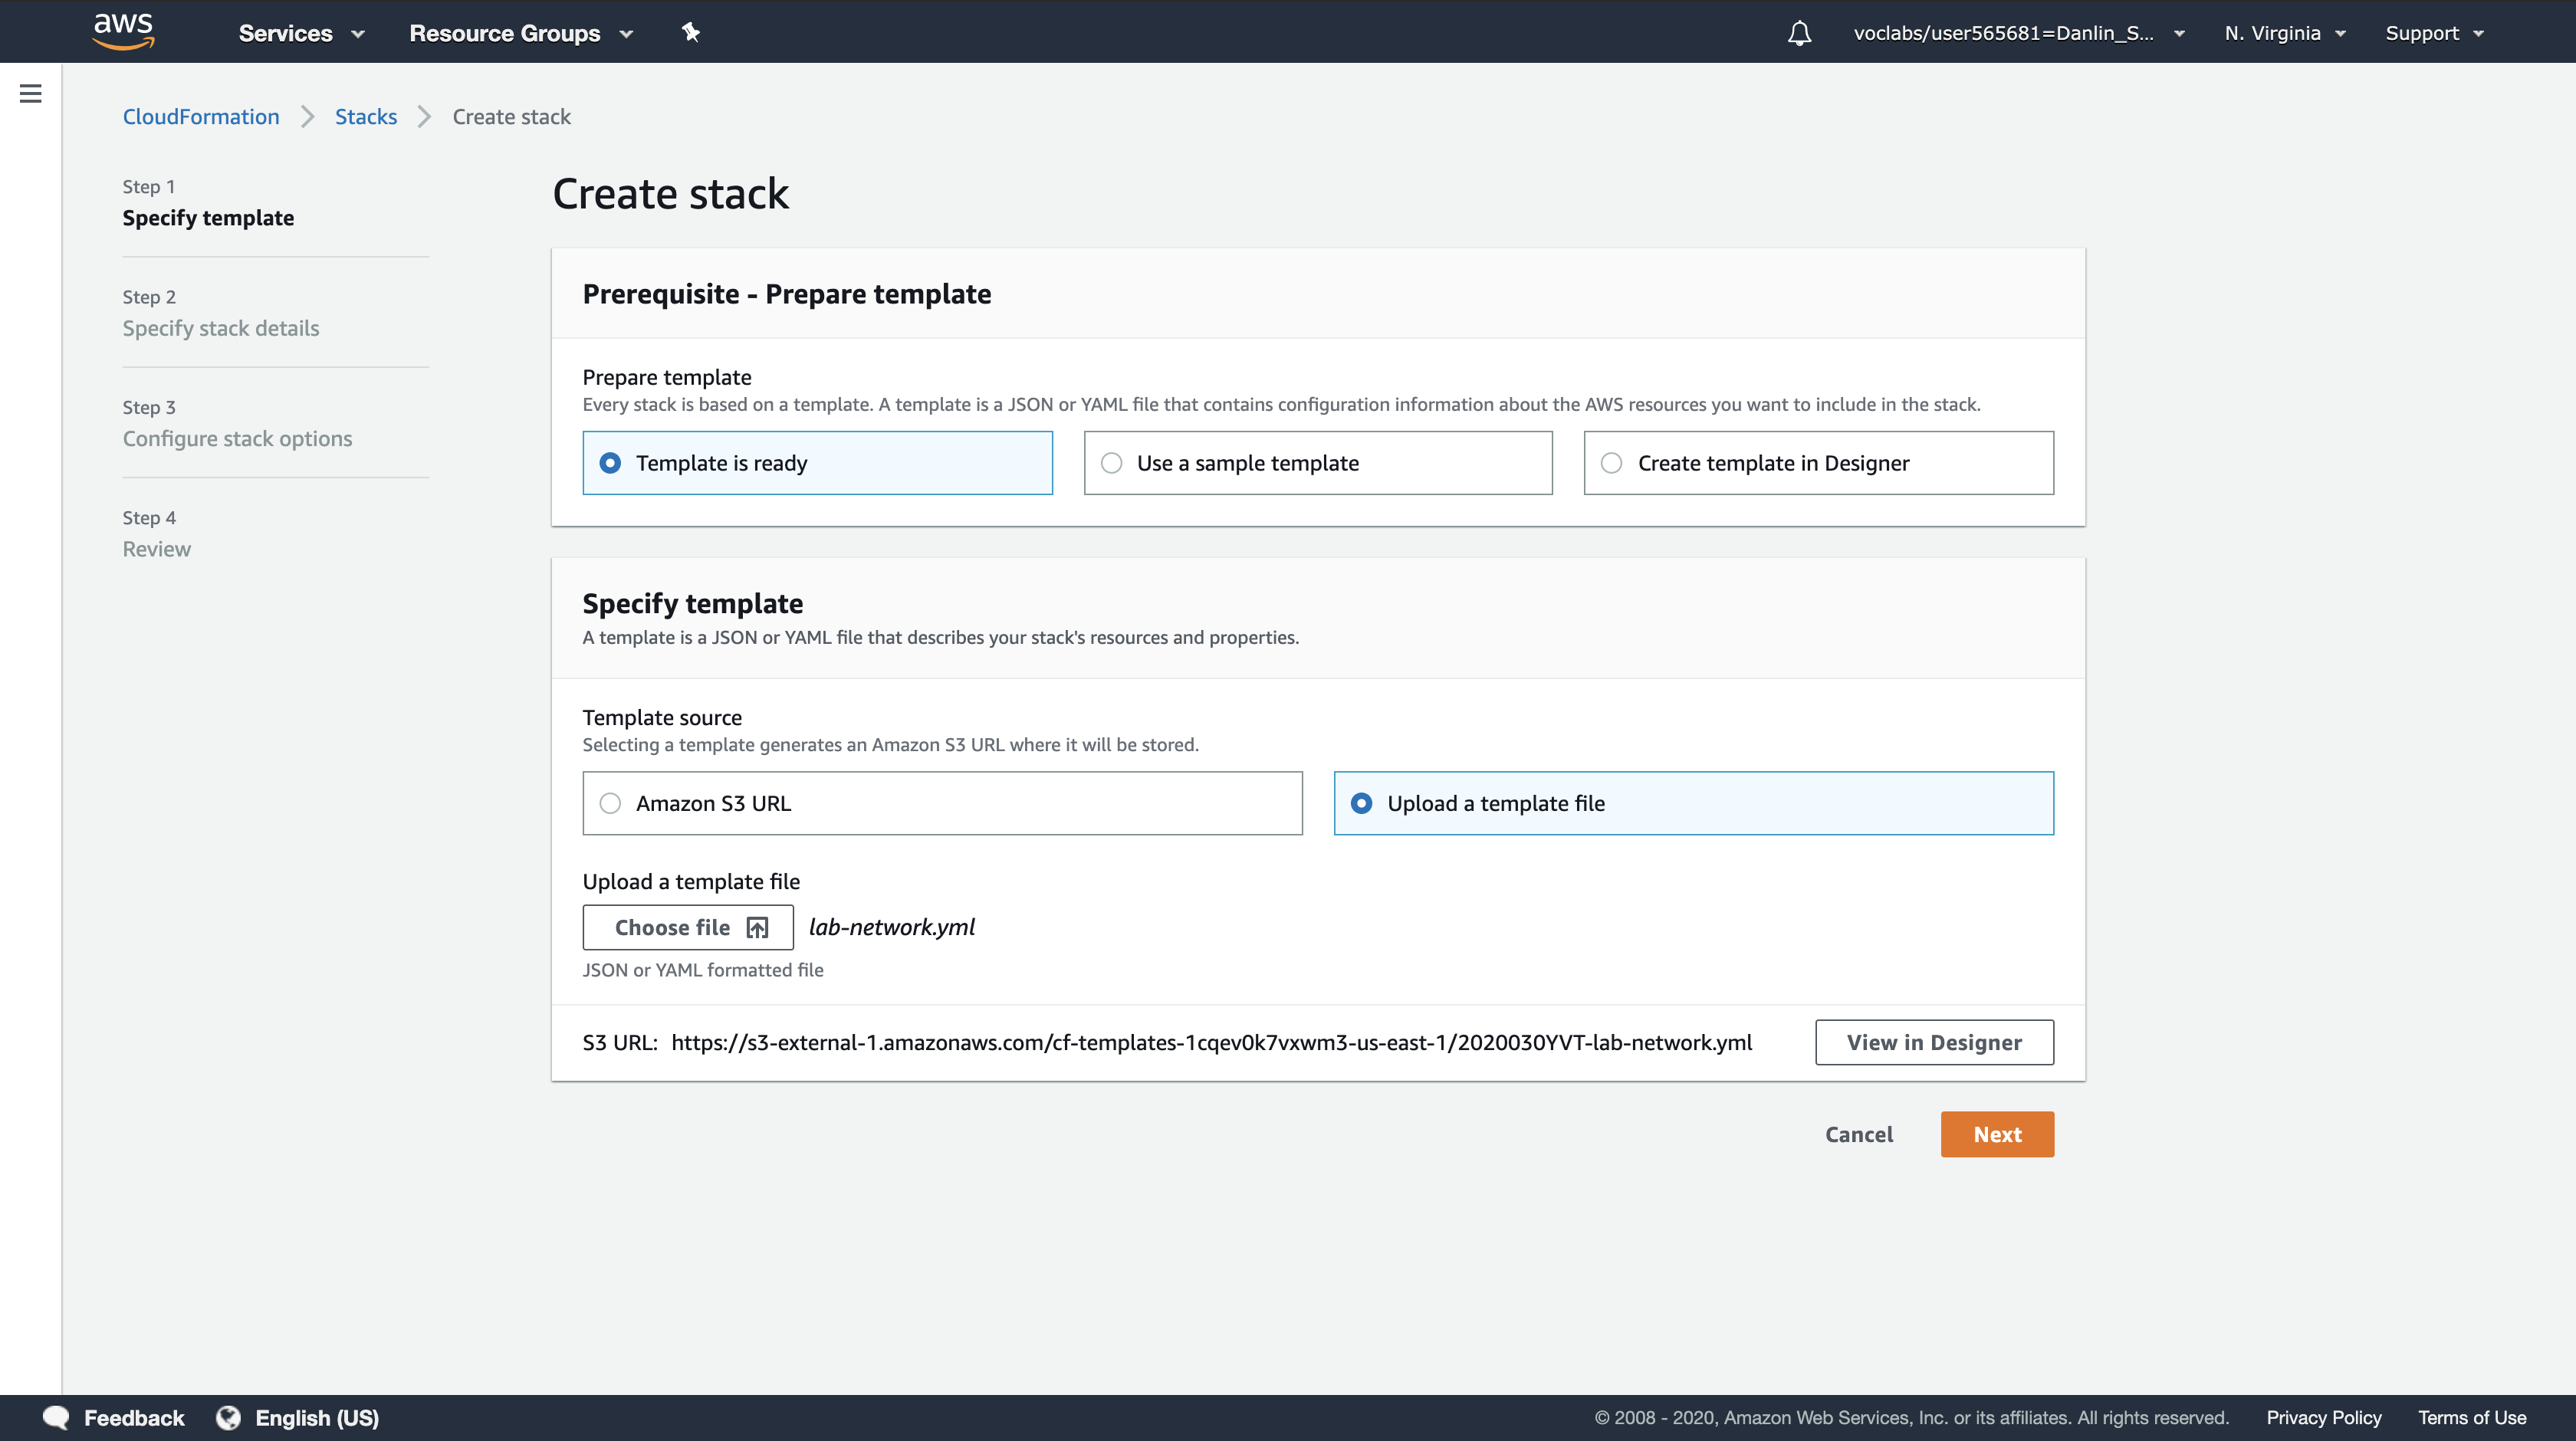 aws Services Resource Groups voclabs/user565681=Danlin_S... N. Virginia Support
CloudFormation Stacks Create stack
Step 1
Specify template
Step 2
Specify stack details
Step 3
Configure stack options
Step 4
Review
Create stack
Prerequisite - Prepare template
Prepare template
Every stack is based on a template. A template is a JSON or YAML file that contains configuration information about the AWS resources you want to include in the stack.
Template is ready Use a sample template Create template in Designer
Specify template
A template is a JSON or YAML file that describes your stack's resources and properties.
Template source
Selecting a template generates an Amazon S3 URL where it will be stored.
Amazon S3 URL Upload a template file
Upload a template file
Choose file lab-network.yml
JSON or YAML formatted file
S3 URL: https://s3-external-1.amazonaws.com/cf-templates-1cqev0k7vxwm3-us-east-1/2020030YVT-lab-network.yml View in Designer
Cancel Next
Feedback English (US) © 2008 - 2020, Amazon Web Services, Inc. or its affiliates. All rights reserved. Privacy Policy Terms of Use